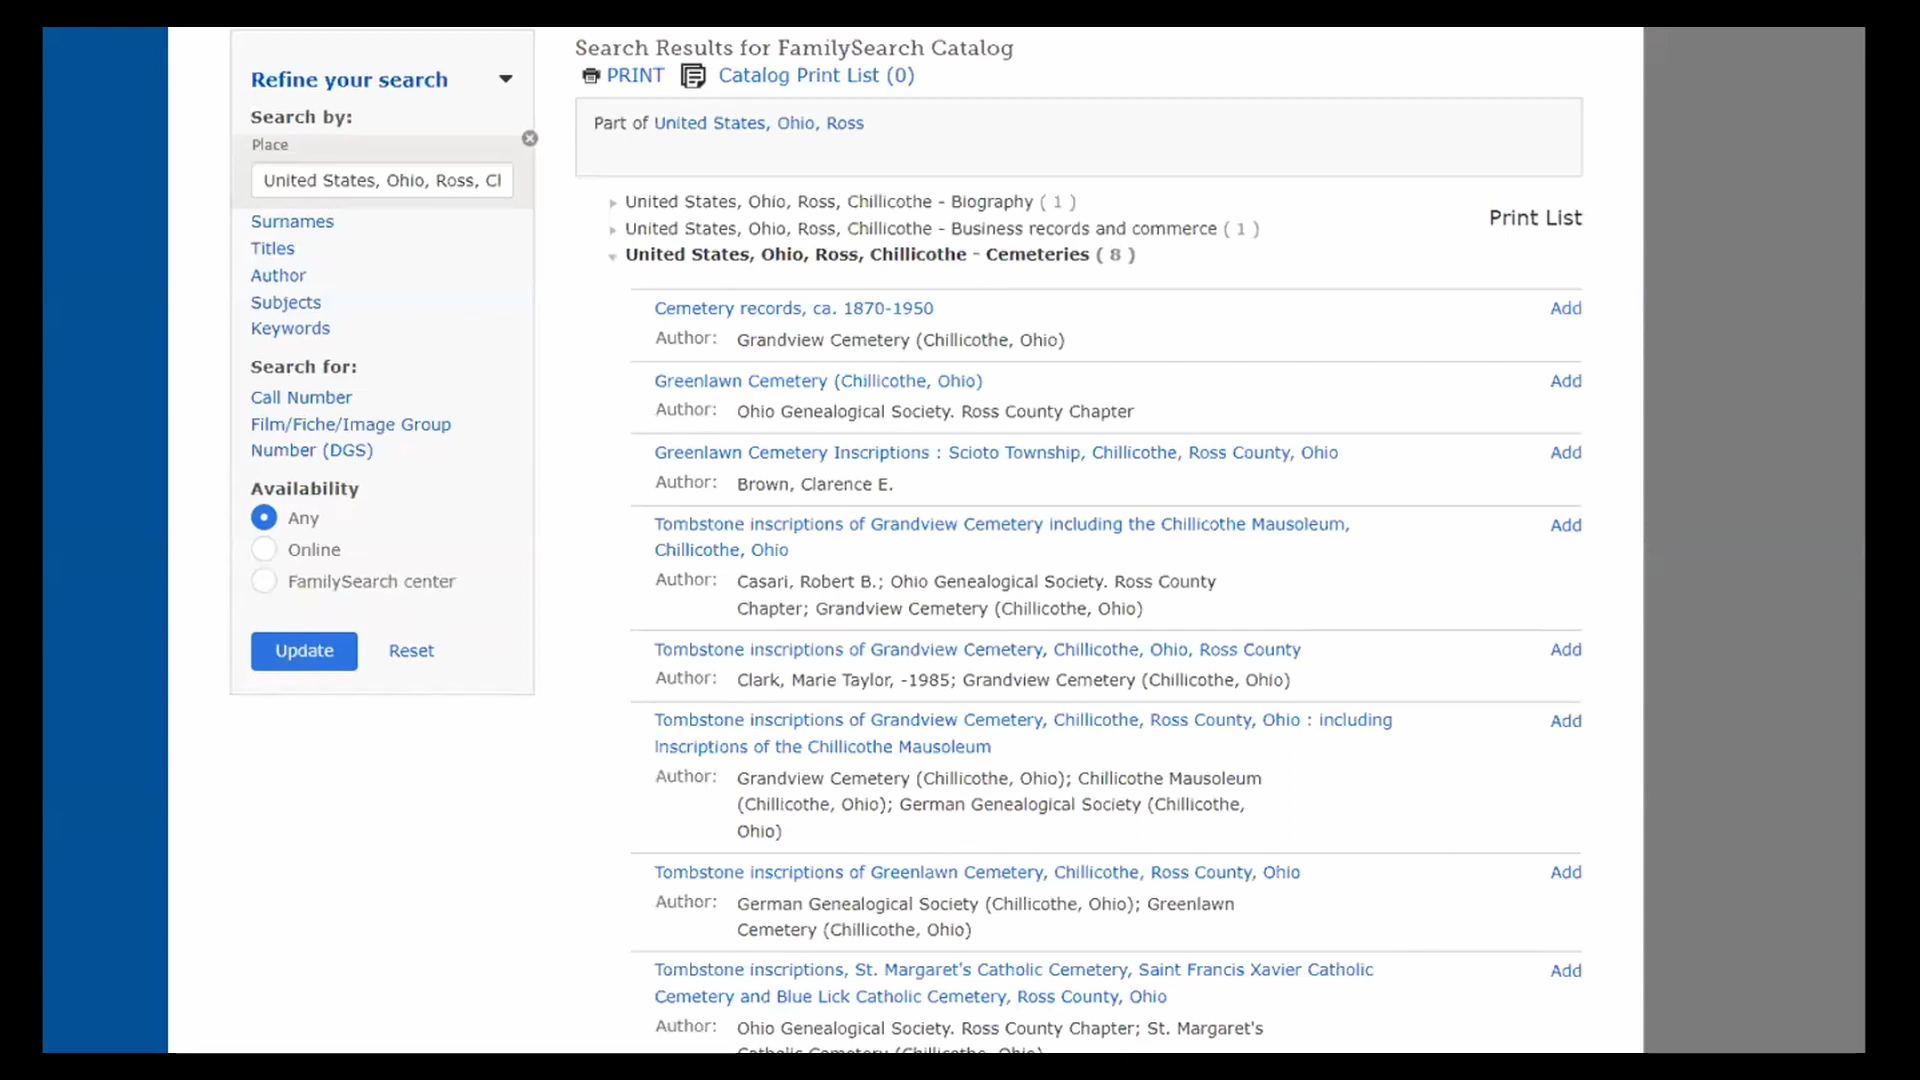 Refine your search
Search by:
Place
United States, Ohio, Ross, Cl
Surnames
Titles
Author
Subjects
Keywords
Search for:
Call Number
Film/Fiche/Image Group
Number (DGS)
Availability
Any
Online
FamilySearch center
Update Reset
Search Results for FamilySearch Catalog
PRINT Catalog Print List (0)
Part of United States, Ohio, Ross
United States, Ohio, Ross, Chillicothe - Biography ( 1 )
United States, Ohio, Ross, Chillicothe - Business records and commerce ( 1 )
Print List
United States, Ohio, Ross, Chillicothe - Cemeteries ( 8 )
Cemetery records, ca. 1870-1950 Add
Author: Grandview Cemetery (Chillicothe, Ohio)
Greenlawn Cemetery (Chillicothe, Ohio) Add
Author: Ohio Genealogical Society. Ross County Chapter
Greenlawn Cemetery Inscriptions : Scioto Township, Chillicothe, Ross County, Ohio Add
Author: Brown, Clarence E.
Tombstone inscriptions of Grandview Cemetery including the Chillicothe Mausoleum, Add
Chillicothe, Ohio
Author: Casari, Robert B.; Ohio Genealogical Society. Ross County
Chapter; Grandview Cemetery (Chillicothe, Ohio)
Tombstone inscriptions of Grandview Cemetery, Chillicothe, Ohio, Ross County Add
Author: Clark, Marie Taylor, -1985; Grandview Cemetery (Chillicothe, Ohio)
Tombstone inscriptions of Grandview Cemetery, Chillicothe, Ross County, Ohio : including Add
Inscriptions of the Chillicothe Mausoleum
Author: Grandview Cemetery (Chillicothe, Ohio); Chillicothe Mausoleum
(Chillicothe, Ohio); German Genealogical Society (Chillicothe,
Ohio)
Tombstone inscriptions of Greenlawn Cemetery, Chillicothe, Ross County, Ohio Add
Author: German Genealogical Society (Chillicothe, Ohio); Greenlawn
Cemetery (Chillicothe, Ohio)
Tombstone inscriptions, St. Margaret's Catholic Cemetery, Saint Francis Xavier Catholic Add
Cemetery and Blue Lick Catholic Cemetery, Ross County, Ohio
Author: Ohio Genealogical Society. Ross County Chapter; St. Margaret's
Catholic Cemetery (Chillicothe, Ohio)